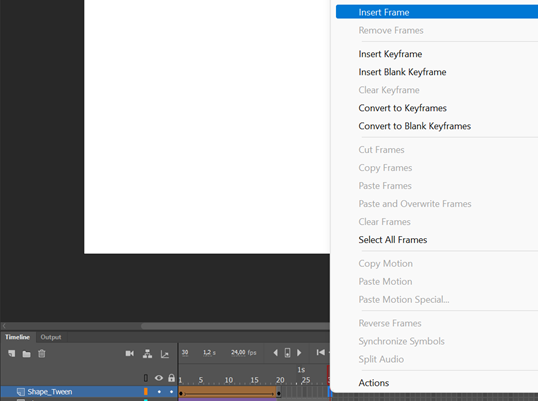 Insert Frame
Remove Frames
Insert Keyframe
Insert Blank Keyframe
Clear Keyframe
Convert to Keyframes
Convert to Blank Keyframes
Cut Frames
Copy Frames
Paste Frames
Paste and Overwrite Frames
Clear Frames
Select All Frames
Copy Motion
Paste Motion
Paste Motion Special...
Reverse Frames
Synchronize Symbols
Split Audio
Actions
Timeline Output
30 1,2 s 24,00 fps
1s
1 5 10 15 20 25
Shape_Tween